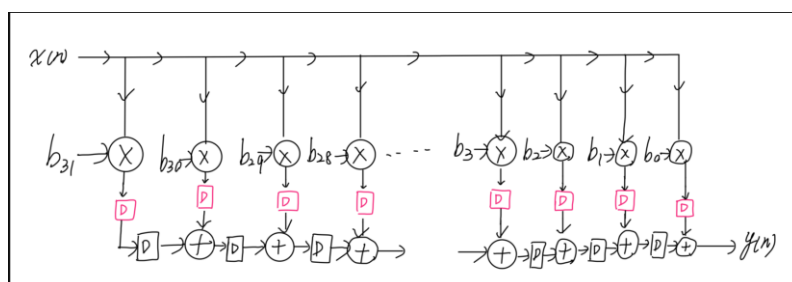 x(n)
b31 × b30 × b29 × b28 × ---- b3 × b2 × b1 × b0 ×
D D D D D D D D
D + D + D + + D + D + D + y(n)